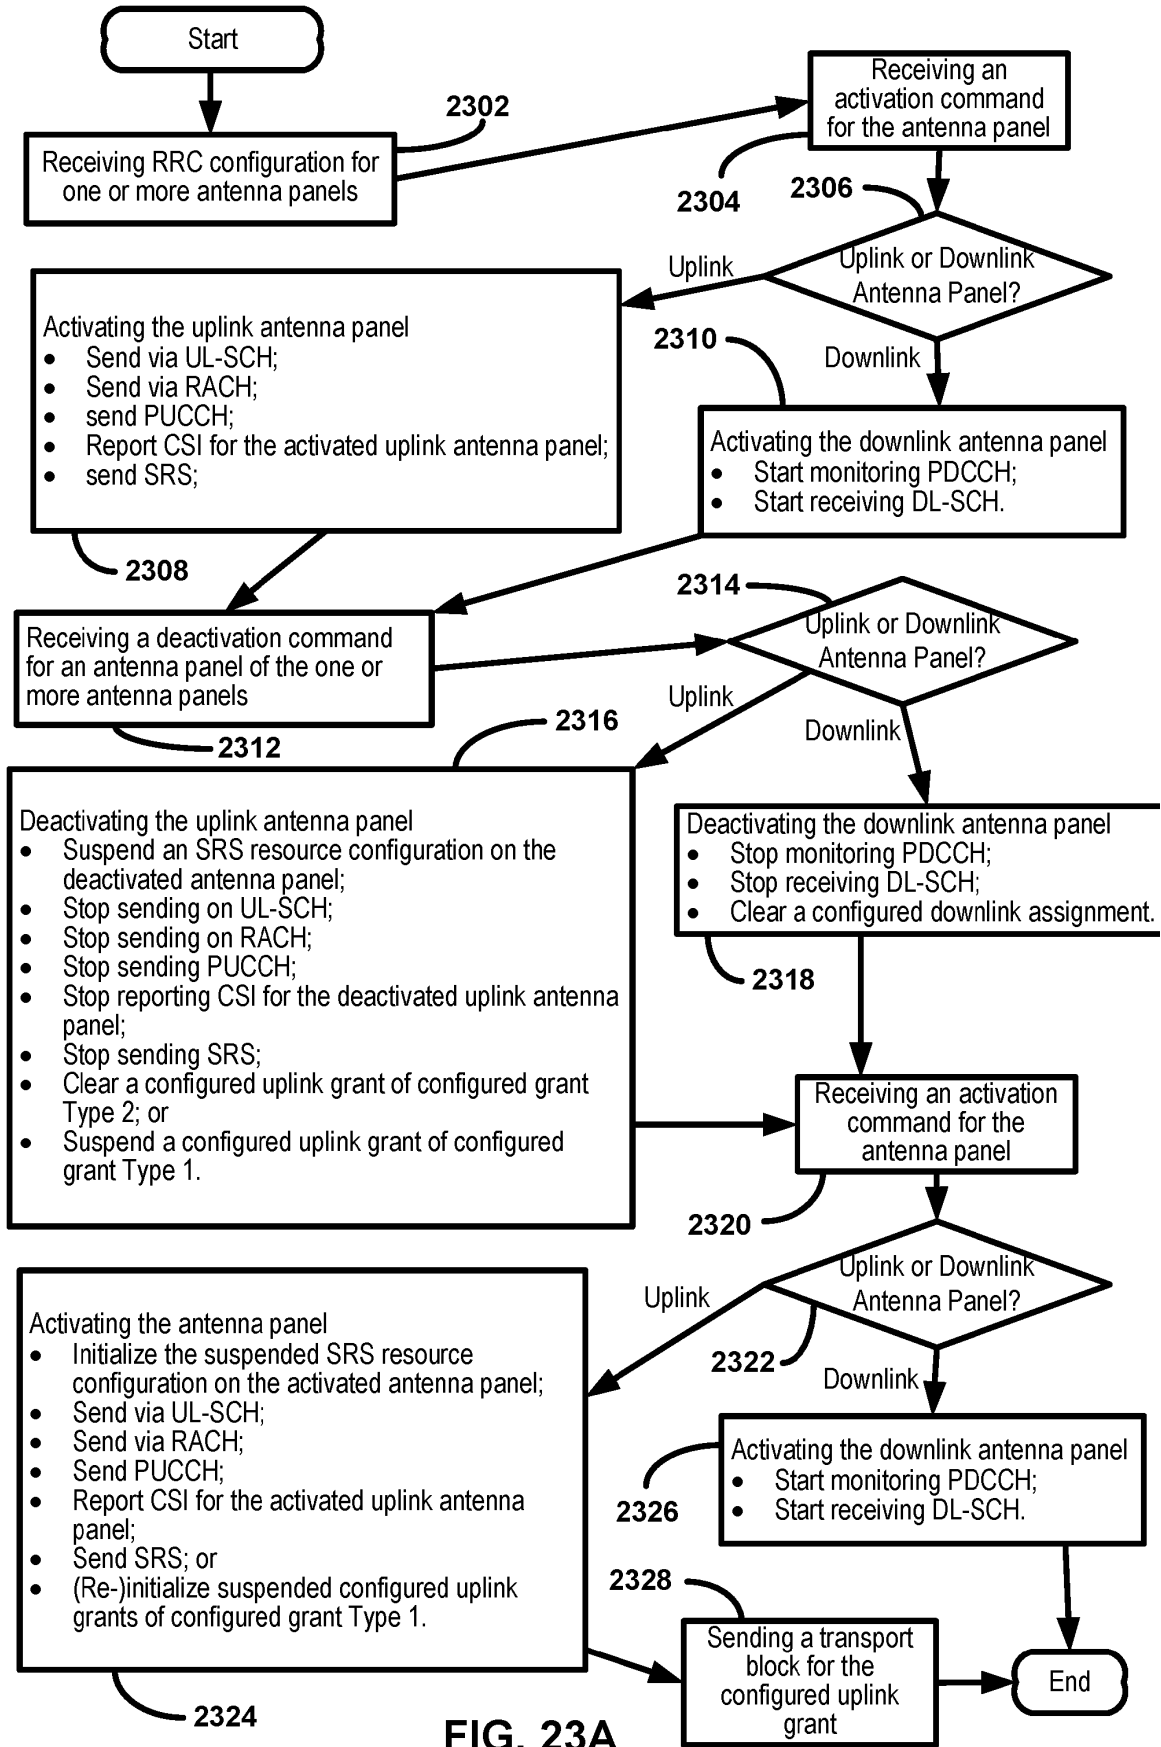 Start
2302
Receiving RRC configuration for
one or more antenna panels
Receiving an
activation command
for the antenna panel
2304
2306
Uplink or Downlink
Antenna Panel?
Uplink
Downlink
Activating the uplink antenna panel
• Send via UL-SCH;
• Send via RACH;
• send PUCCH;
• Report CSI for the activated uplink antenna panel;
• send SRS;
2308
2310
Activating the downlink antenna panel
• Start monitoring PDCCH;
• Start receiving DL-SCH.
Receiving a deactivation command
for an antenna panel of the one or
more antenna panels
2312
2314
Uplink or Downlink
Antenna Panel?
Uplink
Downlink
2316
Deactivating the uplink antenna panel
• Suspend an SRS resource configuration on the
deactivated antenna panel;
• Stop sending on UL-SCH;
• Stop sending on RACH;
• Stop sending PUCCH;
• Stop reporting CSI for the deactivated uplink antenna
panel;
• Stop sending SRS;
• Clear a configured uplink grant of configured grant
Type 2; or
• Suspend a configured uplink grant of configured
grant Type 1.
Deactivating the downlink antenna panel
• Stop monitoring PDCCH;
• Stop receiving DL-SCH;
• Clear a configured downlink assignment.
2318
Receiving an activation
command for the
antenna panel
2320
Uplink or Downlink
Antenna Panel?
2322
Uplink
Downlink
Activating the antenna panel
• Initialize the suspended SRS resource
configuration on the activated antenna panel;
• Send via UL-SCH;
• Send via RACH;
• Send PUCCH;
• Report CSI for the activated uplink antenna
panel;
• Send SRS; or
• (Re-)initialize suspended configured uplink
grants of configured grant Type 1.
2324
Activating the downlink antenna panel
• Start monitoring PDCCH;
• Start receiving DL-SCH.
2326
2328
Sending a transport
block for the
configured uplink
grant
End
FIG. 23A